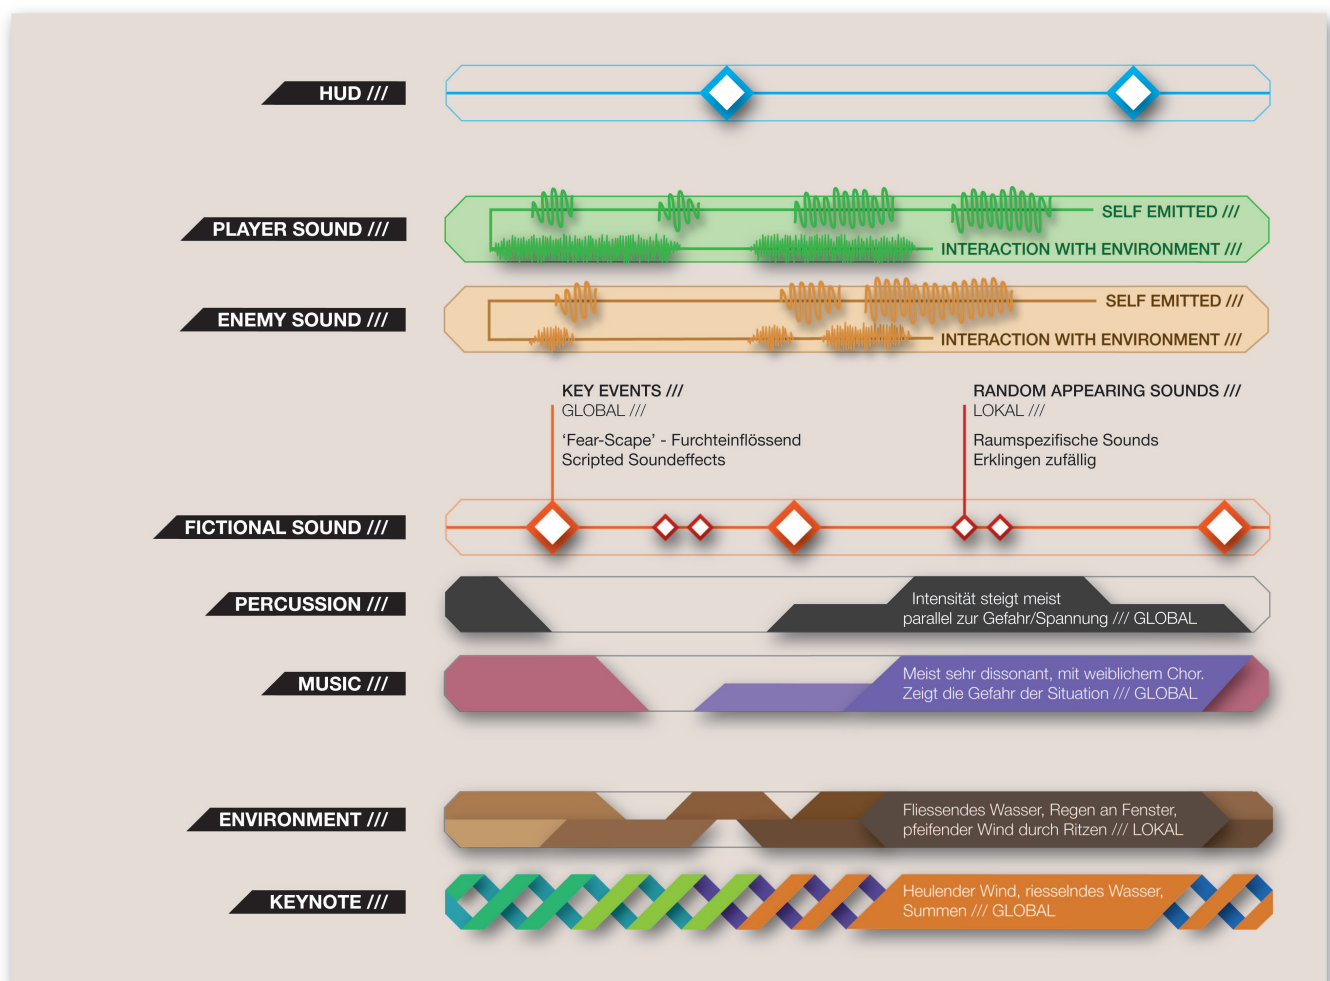 HUD ///
PLAYER SOUND ///
SELF EMITTED ///
INTERACTION WITH ENVIRONMENT ///
ENEMY SOUND ///
SELF EMITTED ///
INTERACTION WITH ENVIRONMENT ///
KEY EVENTS ///
GLOBAL ///
‘Fear-Scape’ - Furchteinflössend
Scripted Soundeffects
RANDOM APPEARING SOUNDS ///
LOKAL ///
Raumspezifische Sounds
Erklingen zufällig
FICTIONAL SOUND ///
PERCUSSION ///
Intensität steigt meist
parallel zur Gefahr/Spannung /// GLOBAL
MUSIC ///
Meist sehr dissonant, mit weiblichem Chor.
Zeigt die Gefahr der Situation /// GLOBAL
ENVIRONMENT ///
Fliessendes Wasser, Regen an Fenster,
pfeifender Wind durch Ritzen /// LOKAL
KEYNOTE ///
Heulender Wind, riesselndes Wasser,
Summen /// GLOBAL